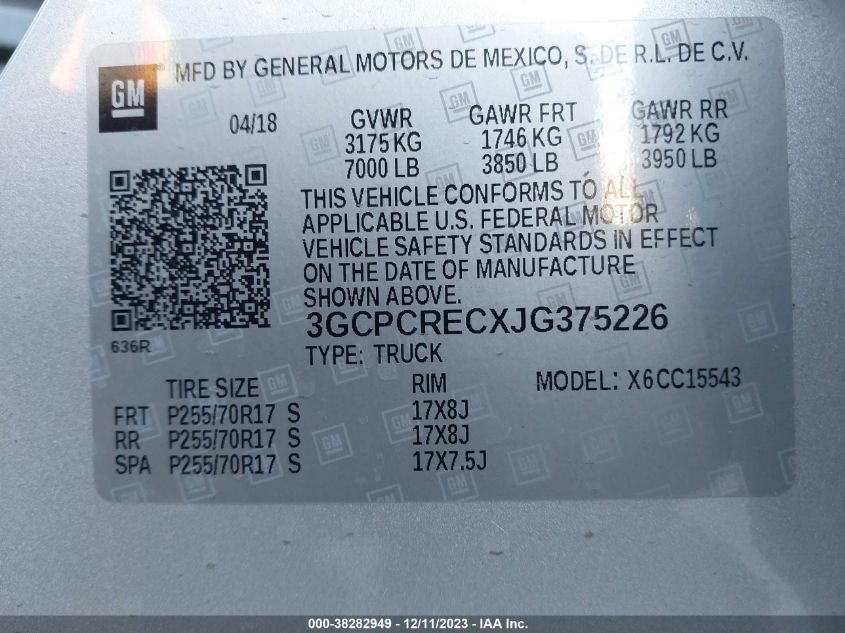 GM
MFD BY GENERAL MOTORS DE MEXICO, S. DE R.L. DE C.V.
04/18 GVWR GAWR FRT GAWR RR
3175 KG 1746 KG 1792 KG
7000 LB 3850 LB 3950 LB
THIS VEHICLE CONFORMS TO ALL
APPLICABLE U.S. FEDERAL MOTOR
VEHICLE SAFETY STANDARDS IN EFFECT
ON THE DATE OF MANUFACTURE
SHOWN ABOVE.
3GCPCRECXJG375226
636R
TYPE: TRUCK
TIRE SIZE RIM MODEL: X6CC15543
FRT P255/70R17 S 17X8J
RR P255/70R17 S 17X8J
SPA P255/70R17 S 17X7.5J
000-38282949 - 12/11/2023 - IAA Inc.